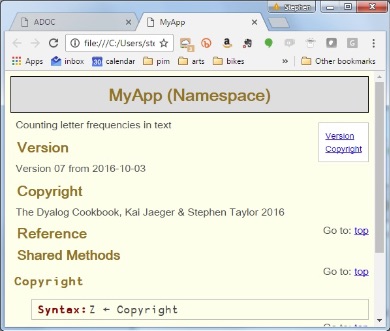 Stephen
ADOC
MyApp
file:///C:/Users/ste
Apps
inbox
30
calendar
pim
arts
bikes
»
Other bookmarks
MyApp (Namespace)
Counting letter frequencies in text
Version
Copyright
Version
Version 07 from 2016-10-03
Copyright
The Dyalog Cookbook, Kai Jaeger & Stephen Taylor 2016
Reference
Go to: top
Shared Methods
Go to: top
Copyright
Syntax: Z ← Copyright
Go to: top